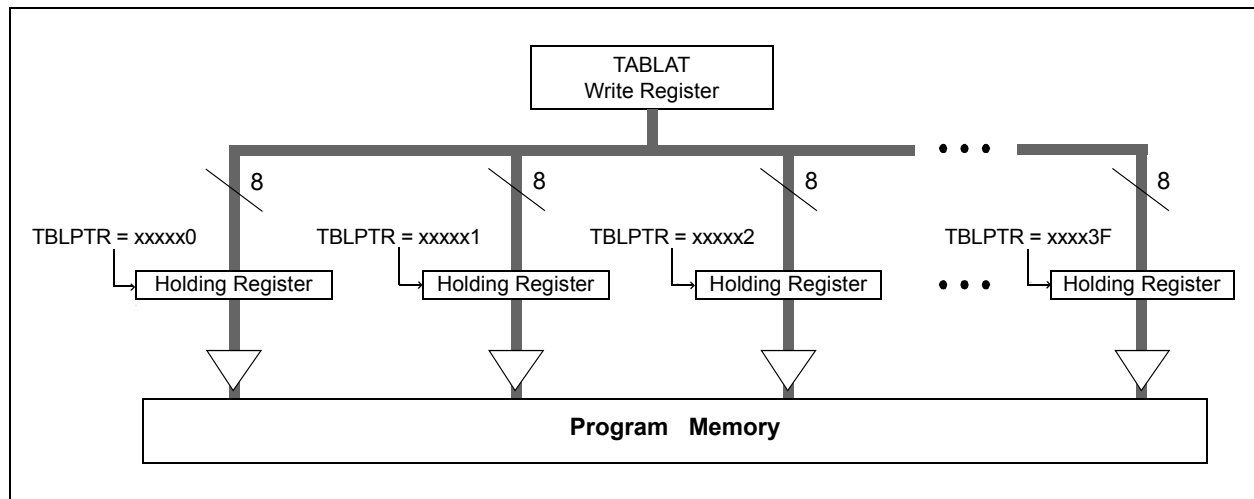 TABLAT
Write Register
• • •
8
8
8
8
TBLPTR = xxxxx0
TBLPTR = xxxxx1
TBLPTR = xxxxx2
TBLPTR = xxxx3F
Holding Register
Holding Register
Holding Register
• • •
Holding Register
Program Memory